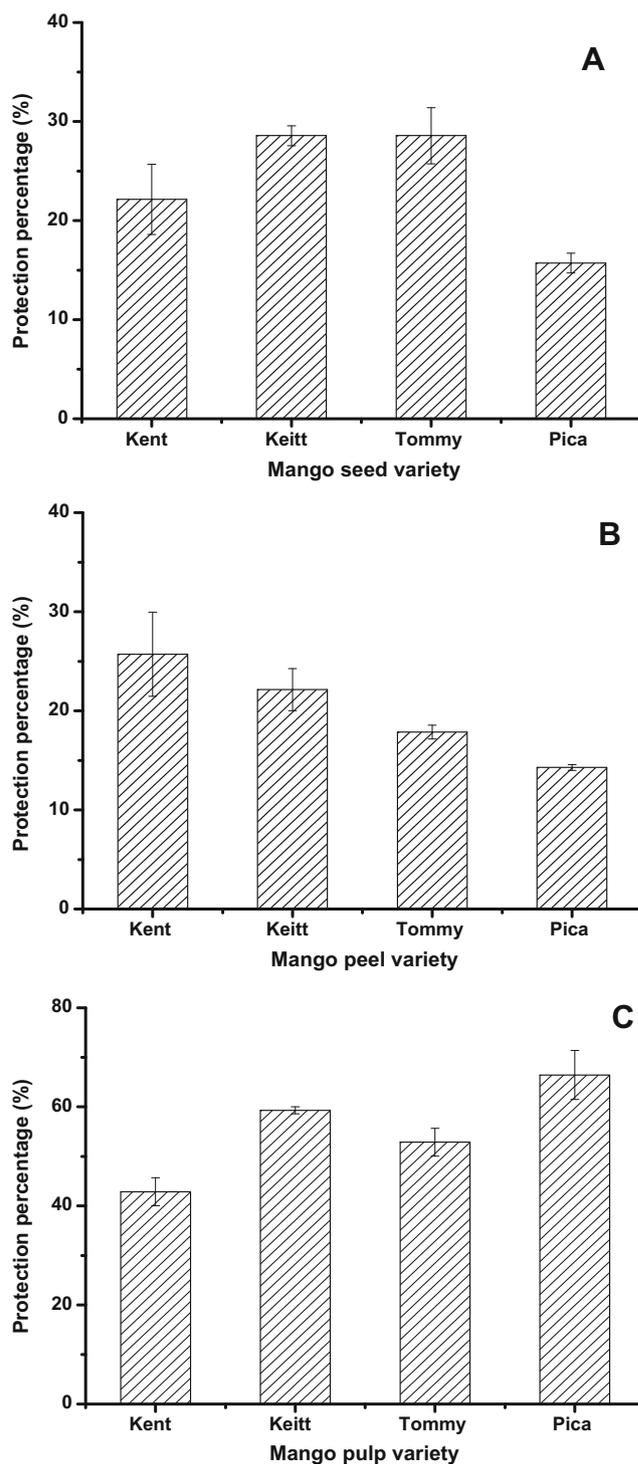 A
Protection percentage (%)
40
30
20
10
0
Kent Keitt Tommy Pica
Mango seed variety
B
Protection percentage (%)
40
30
20
10
0
Kent Keitt Tommy Pica
Mango peel variety
C
Protection percentage (%)
80
60
40
20
0
Kent Keitt Tommy Pica
Mango pulp variety